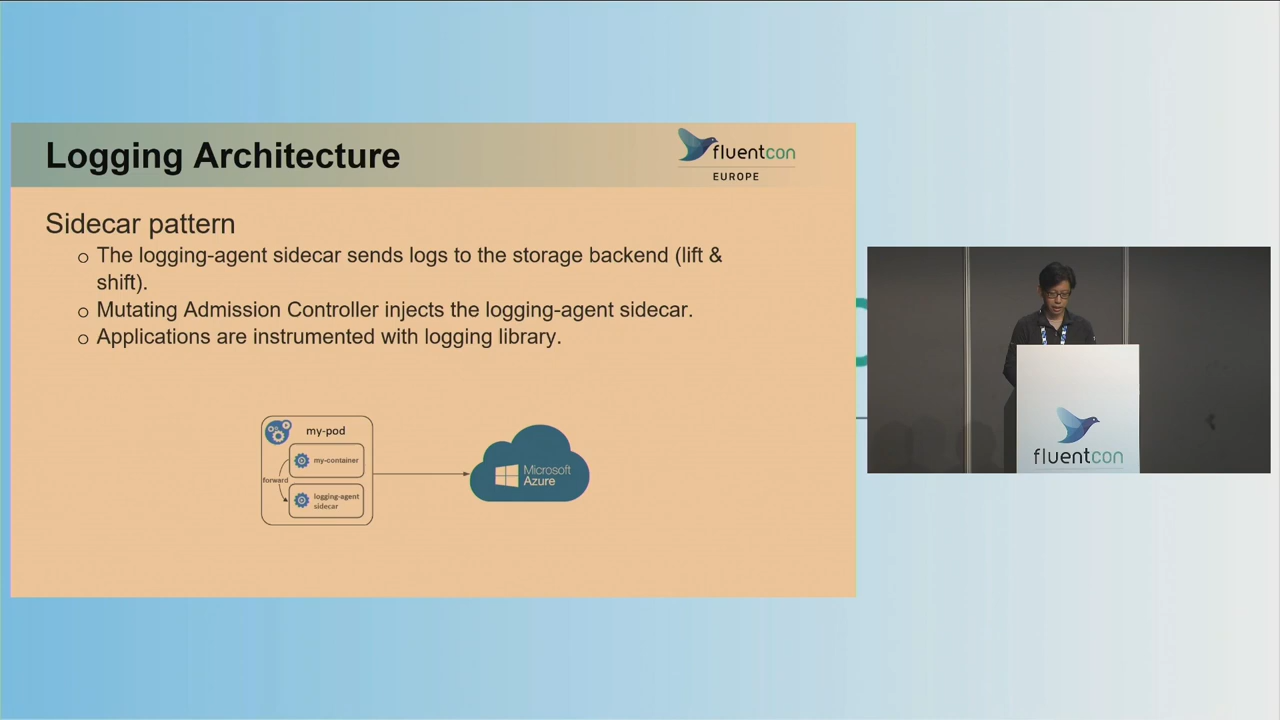 Logging Architecture
fluentcon
EUROPE
Sidecar pattern
o The logging-agent sidecar sends logs to the storage backend (lift &
shift).
o Mutating Admission Controller injects the logging-agent sidecar.
o Applications are instrumented with logging library.
my-pod
my-container
forward
logging-agent
sidecar
Microsoft
Azure
fluentcon